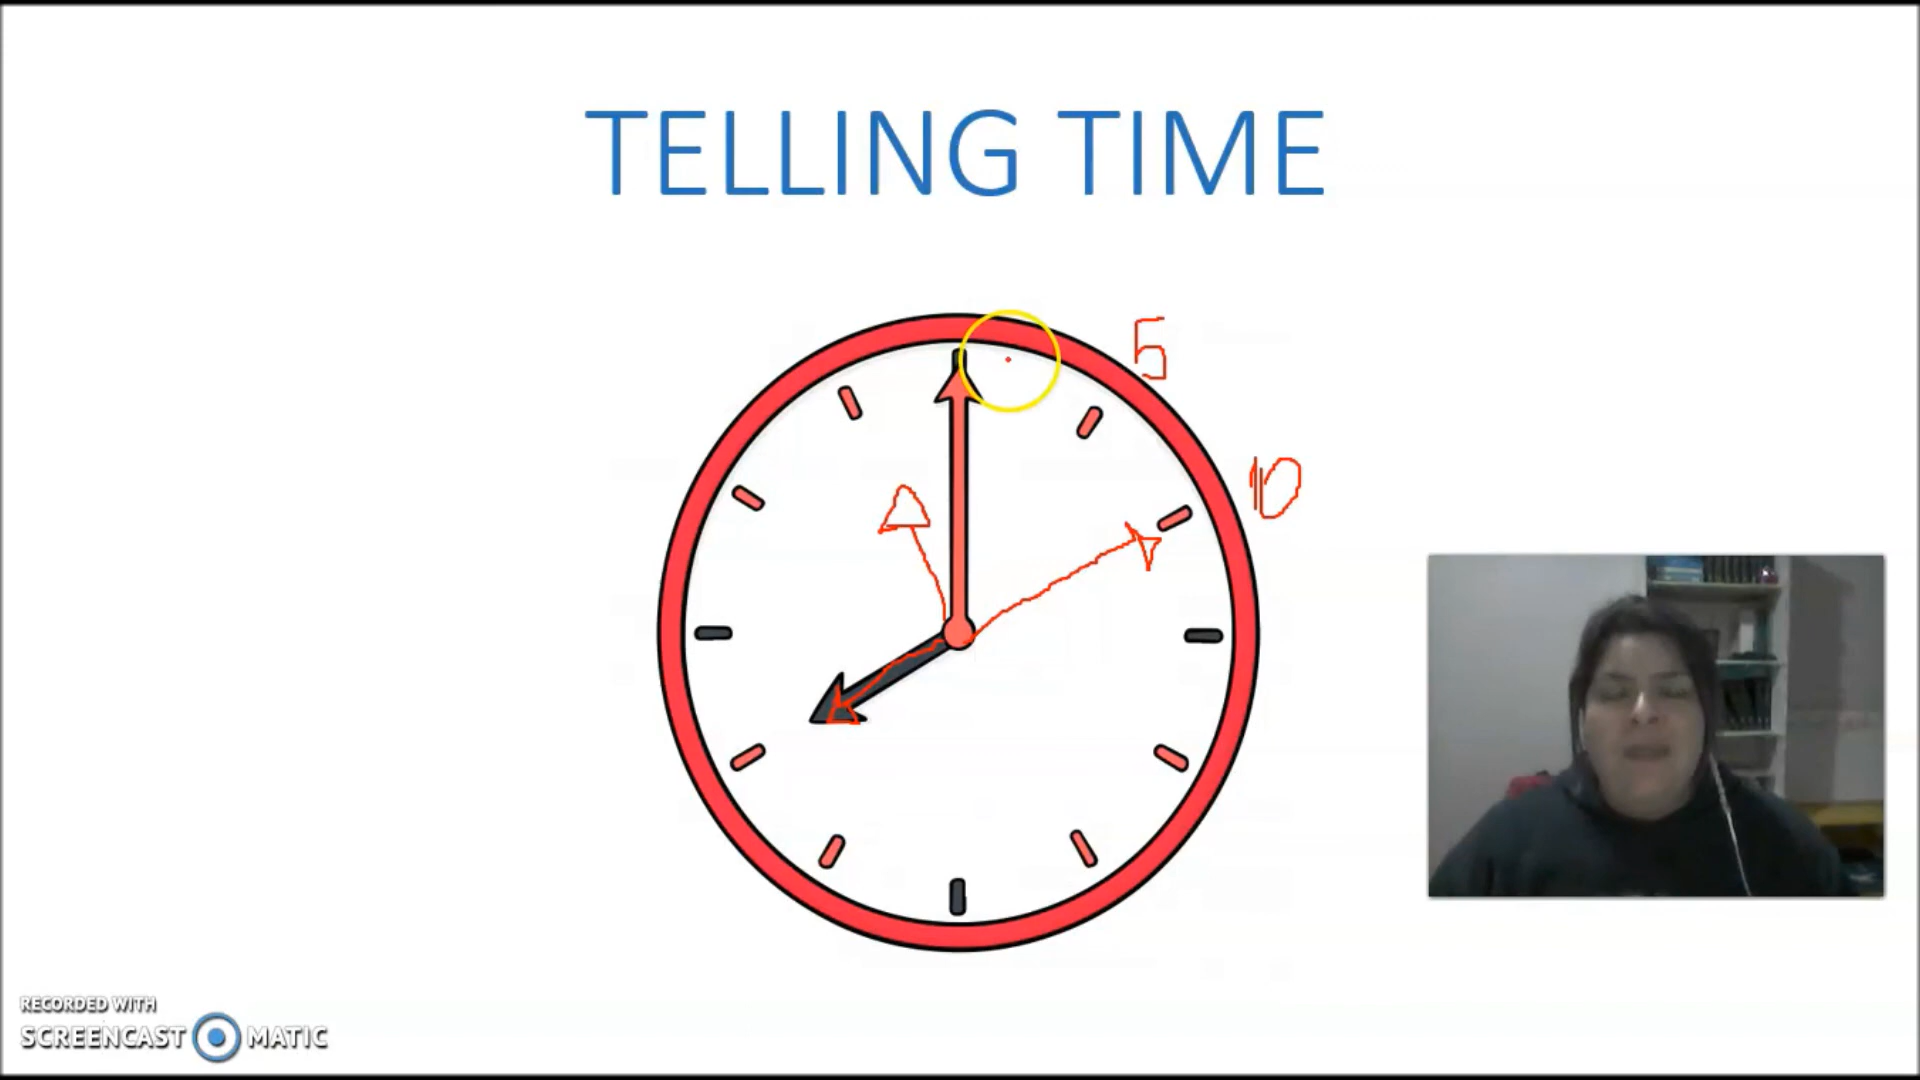 TELLING TIME
5
10
RECORDED WITH
SCREENCAST MATIC